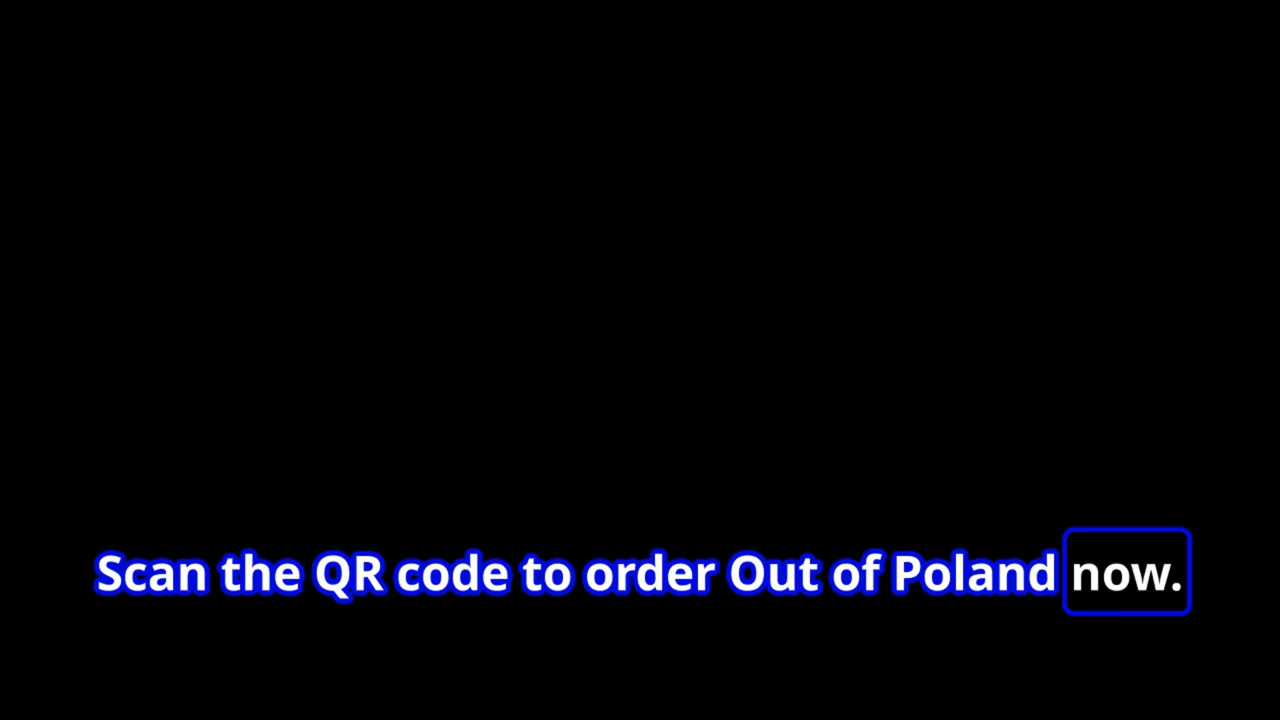 Scan the QR code to order Out of Poland now.